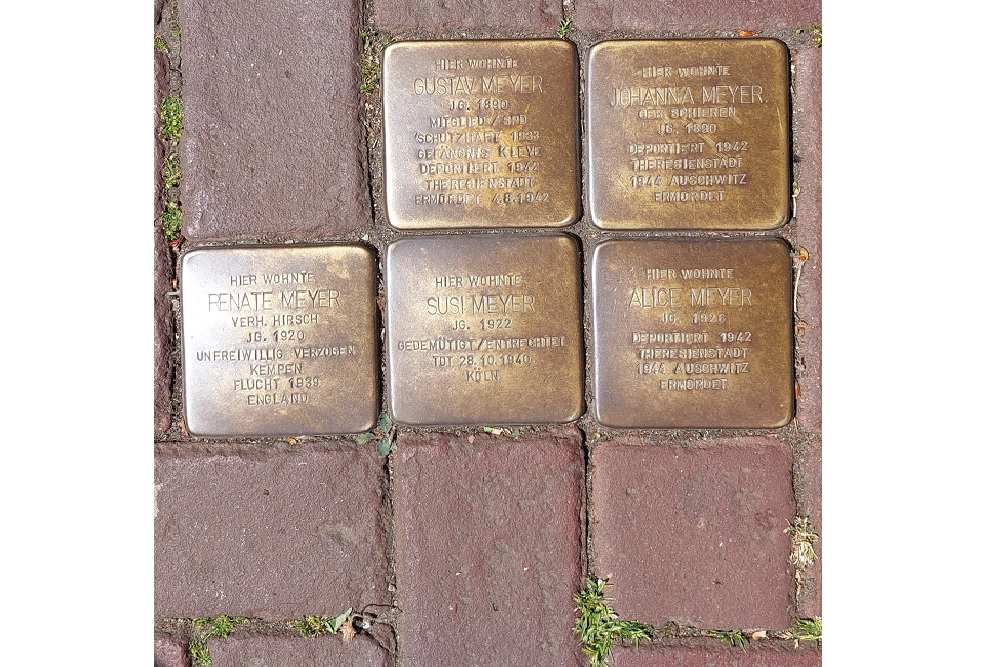 HIER WOHNTE
GUSTAV MEYER
JG. 1890
MITGLIED/SPD
'SCHUTZHAFT' 1933
GEFÄNGNIS KLEVE
DEPORTIERT 1942
THERESIENSTADT
ERMORDET 4.8.1942
HIER WOHNTE
JOHANNA MEYER
GEB. SCHIEREN
JG. 1890
DEPORTIERT 1942
THERESIENSTADT
1944 AUSCHWITZ
ERMORDET
HIER WOHNTE
RENATE MEYER
VERH. HIRSCH
JG. 1920
UNFREIWILLIG VERZOGEN
KEMPEN
FLUCHT 1939
ENGLAND
HIER WOHNTE
SUSI MEYER
JG. 1922
GEDEMÜTIGT/ENTRECHTET
TOT 28.10.1940
KÖLN
HIER WOHNTE
ALICE MEYER
JG. 1926
DEPORTIERT 1942
THERESIENSTADT
1944 AUSCHWITZ
ERMORDET